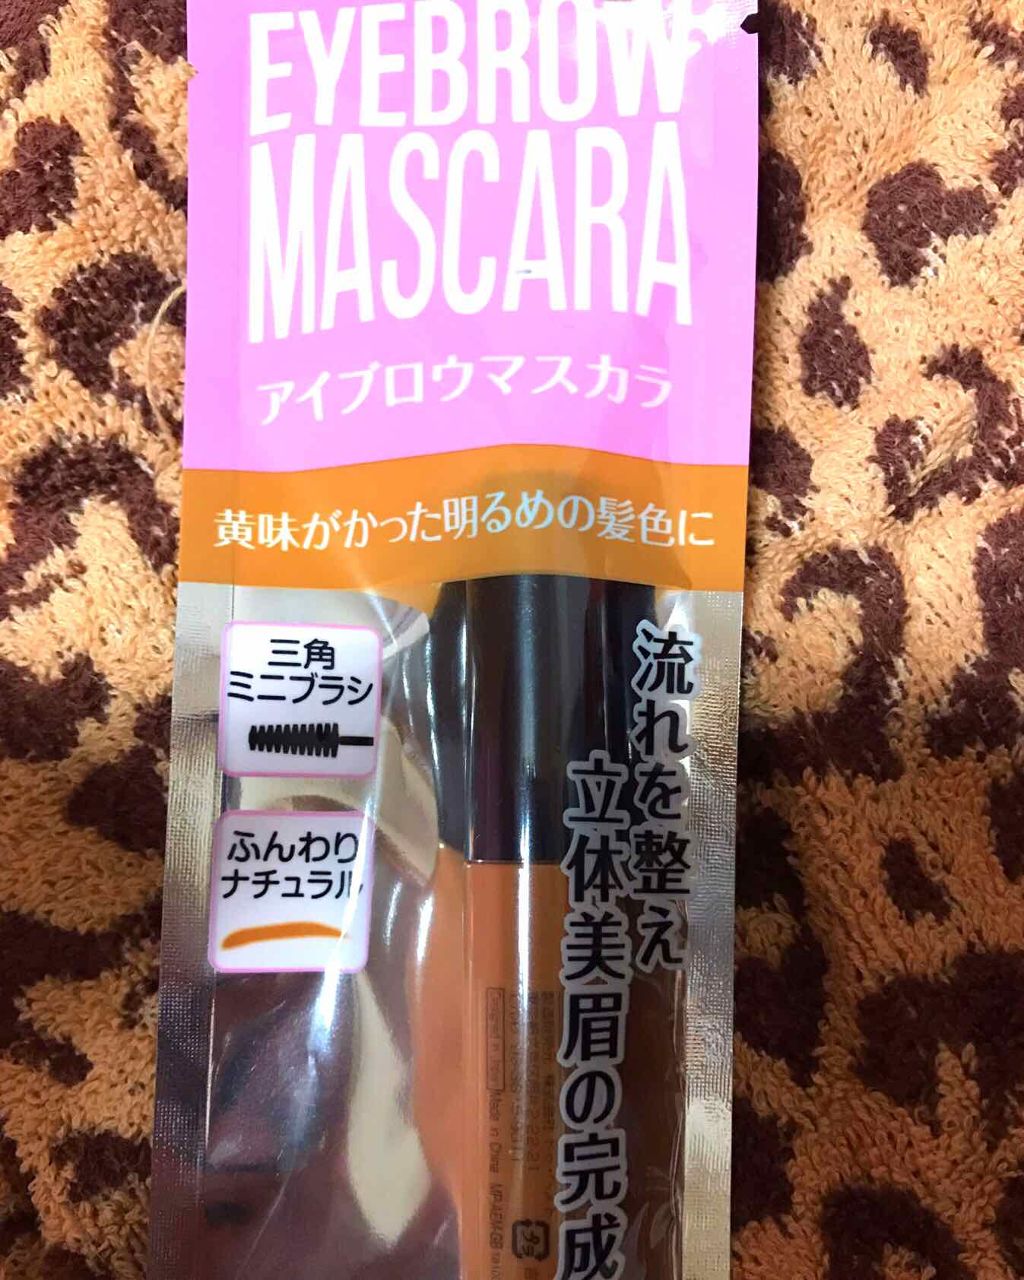 EYEBROW
MASCARA
アイブロウマスカラ
黄味がかった明るめの髪色に
三角
ミニブラシ
ふんわり
ナチュラル
流れを整え
立体美眉の完成
Made in China